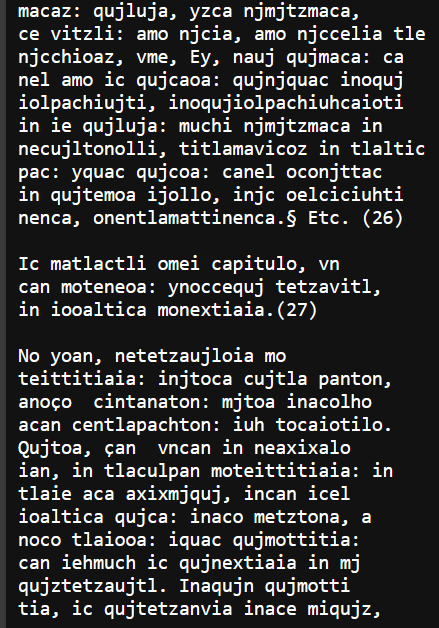 macaz: qujluja, yzca njmjtzmaca,
ce vitzli: amo njcia, amo njccelia tle
njcchioaz, vme, Ey, nauj qujmaca: ca
nel amo ic qujcaoa: qujnjquac inoquj
iolpachiujti, inoqujiolpachiuhcaioti
in ie qujluja: muchi njmjtzmaca in
necujltonolli, titlamavicoz in tlaltic
pac: yquac qujcoa: canel oconjttac
in qujtemoa ijollo, injc oelciciuhti
nenca, onentlamattinenca.§ Etc. (26)

Ic matlactli omei capitulo, vn
can moteneoa: ynoccequj tetzavitl,
in iooaltica monextiaia.(27)

No yoan, netetzaujloia mo
teittitiaia: injtoca cujtla panton,
anoço  cintanaton: mjtoa inacolho
acan centlapachton: iuh tocaiotilo.
Qujtoa, çan  vncan in neaxixalo
ian, in tlaculpan moteittitiaia: in
tlaie aca axixmjquj, incan icel
ioaltica qujca: inaco metztona, a
noco tlaiooa: iquac qujmottitia:
can iehmuch ic qujnextiaia in mj
qujztetzaujtl. Inaqujn qujmotti
tia, ic qujtetzanvia inace miqujz,